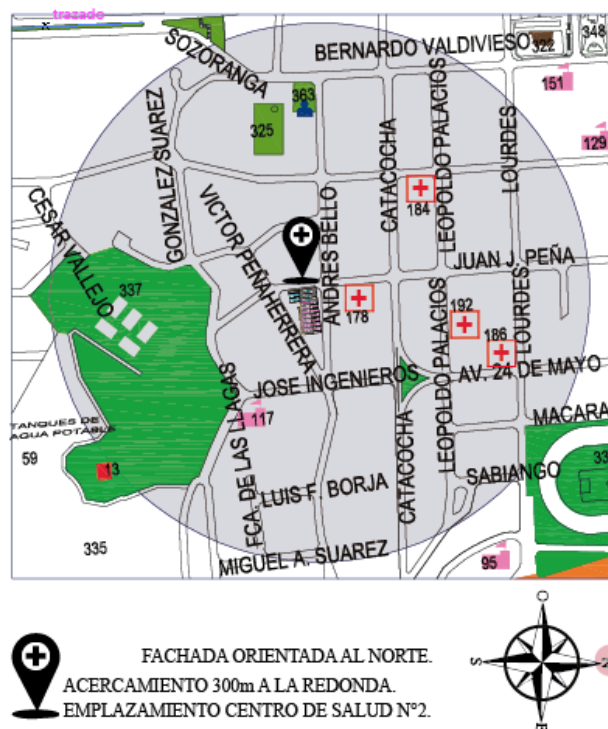 trazado
x
SOZORANGA
BERNARDO VALDIVIESO
322
348
151
129
363
325
GONZALEZ SUAREZ
CATACOCHA
LEOPOLDO PALACIOS
LOURDES
184
CESAR VALLEJO
VICTOR PEÑAHERRERA
ANDRES BELLO
JUAN J. PEÑA
337
178
192
186
LEOPOLDO PALACIOS
LOURDES
JOSE INGENIEROS
AV. 24 DE MAYO
TANQUES DE
AGUA POTABLE
117
MACARA
59
13
FCA. DE LAS LLAGAS
LUIS F. BORJA
CATACOCHA
SABIANGO
33
335
MIGUEL A. SUAREZ
95
FACHADA ORIENTADA AL NORTE.
ACERCAMIENTO 300m A LA REDONDA.
EMPLAZAMIENTO CENTRO DE SALUD N°2.
O
S
N
E